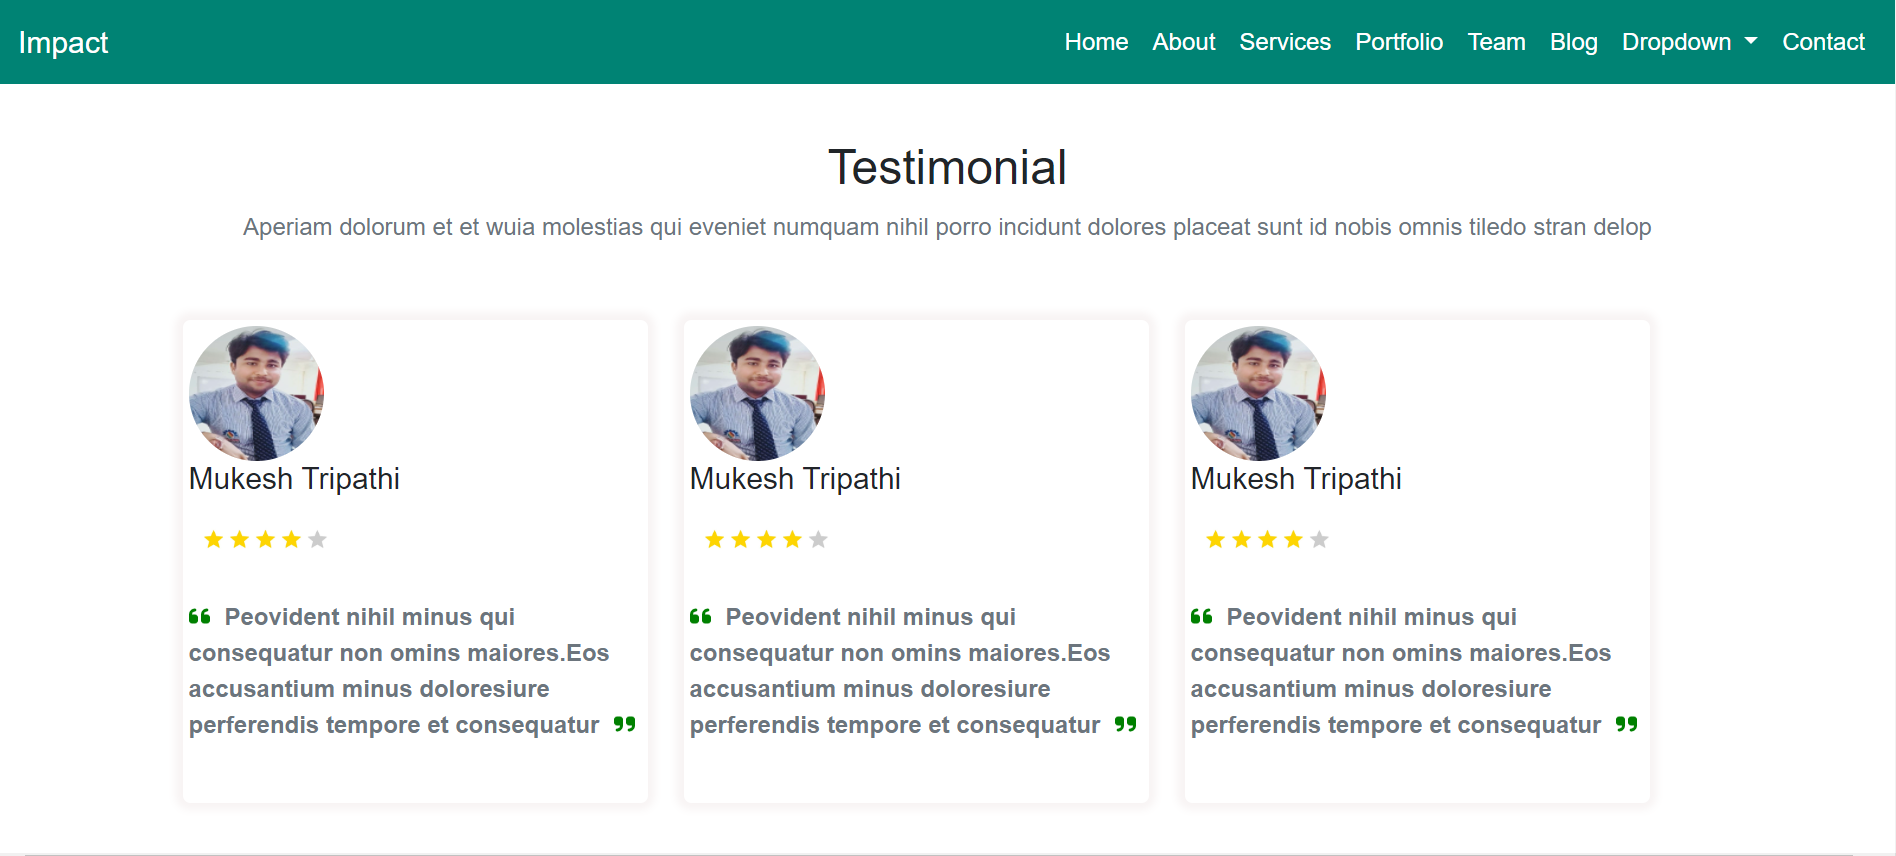 Impact
Home About Services Portfolio Team Blog Dropdown Contact
Testimonial
Aperiam dolorum et et wuia molestias qui eveniet numquam nihil porro incidunt dolores placeat sunt id nobis omnis tiledo stran delop
Mukesh Tripathi
“ Peovident nihil minus qui
consequatur non omins maiores.Eos
accusantium minus doloresiure
perferendis tempore et consequatur ”
Mukesh Tripathi
“ Peovident nihil minus qui
consequatur non omins maiores.Eos
accusantium minus doloresiure
perferendis tempore et consequatur ”
Mukesh Tripathi
“ Peovident nihil minus qui
consequatur non omins maiores.Eos
accusantium minus doloresiure
perferendis tempore et consequatur ”